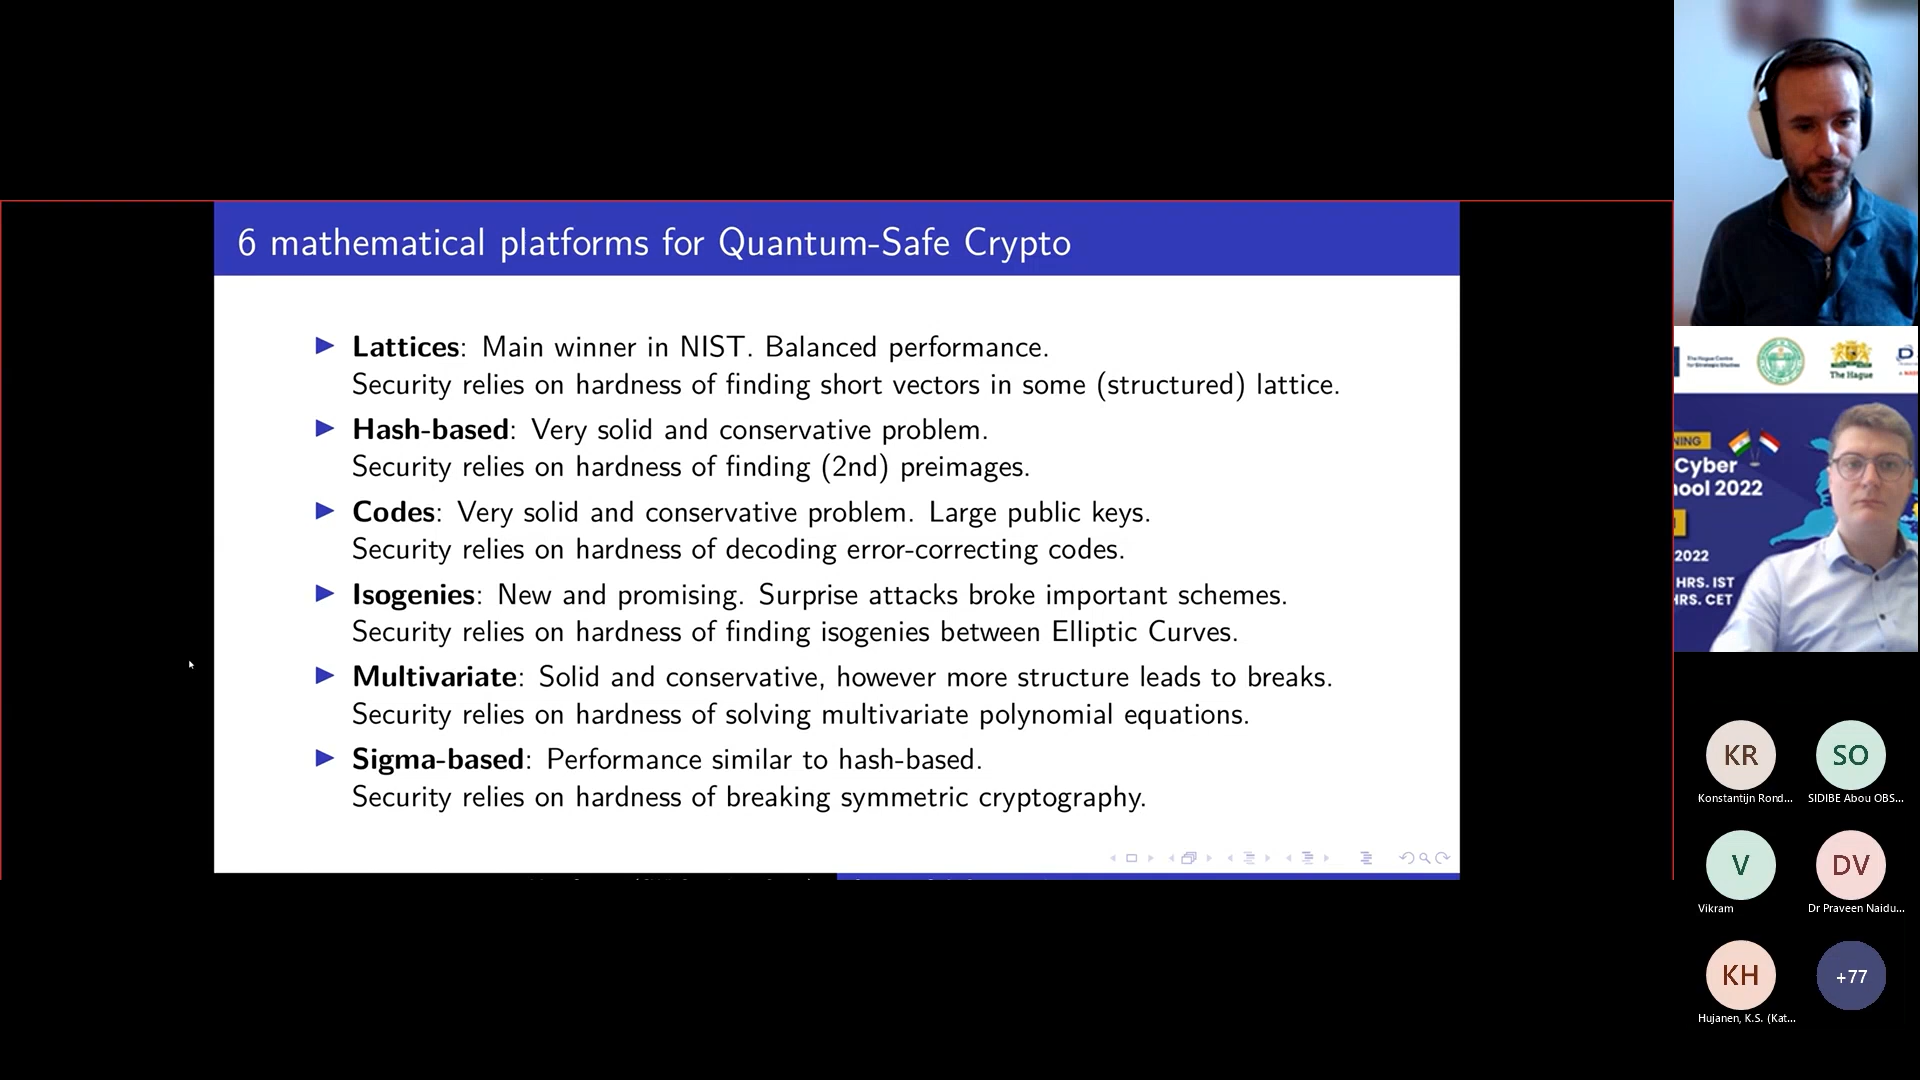 6 mathematical platforms for Quantum-Safe Crypto
Lattices: Main winner in NIST. Balanced performance.
Security relies on hardness of finding short vectors in some (structured) lattice.
Hash-based: Very solid and conservative problem.
Security relies on hardness of finding (2nd) preimages.
Codes: Very solid and conservative problem. Large public keys.
Security relies on hardness of decoding error-correcting codes.
Isogenies: New and promising. Surprise attacks broke important schemes.
Security relies on hardness of finding isogenies between Elliptic Curves.
Multivariate: Solid and conservative, however more structure leads to breaks.
Security relies on hardness of solving multivariate polynomial equations.
Sigma-based: Performance similar to hash-based.
Security relies on hardness of breaking symmetric cryptography.
The Hague Centre
for Strategic Studies
The Hague
D
NING
Cyber
ool 2022
2022
HRS. IST
HRS. CET
KR
SO
Konstantijn Rond...
SIDIBE Abou OBS...
V
DV
Vikram
Dr Praveen Naidu...
KH
+77
Hujanen, K.S. (Kat...